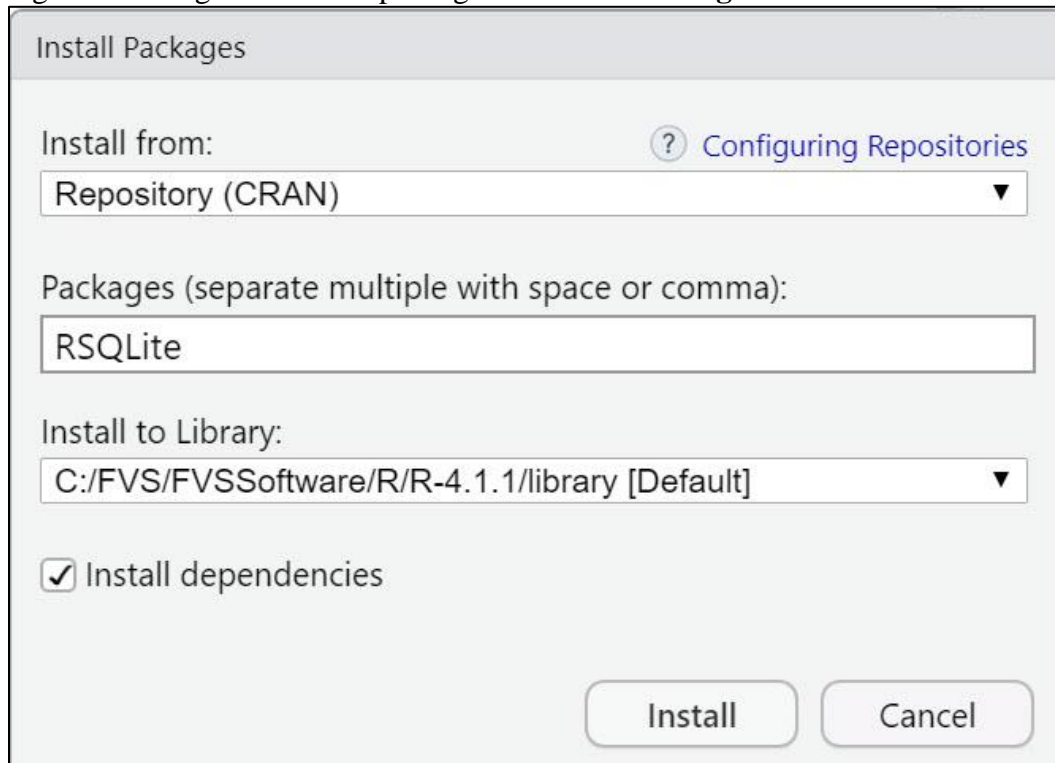 Install Packages
Install from:
? Configuring Repositories
Repository (CRAN)
Packages (separate multiple with space or comma):
RSQLite
Install to Library:
C:/FVS/FVSSoftware/R/R-4.1.1/library [Default]
Install dependencies
Install Cancel